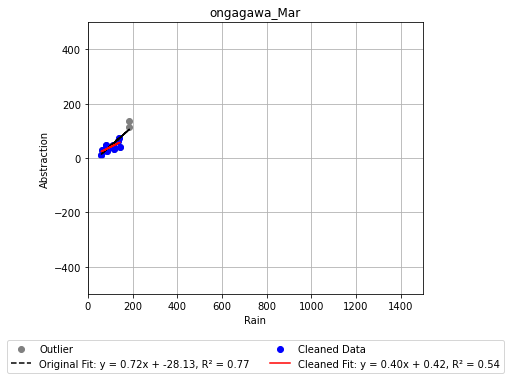 ongagawa_Mar
400
200
0
−200
−400
Abstraction
0 200 400 600 800 1000 1200 1400
Rain
Outlier
Original Fit: y = 0.72x + -28.13, R² = 0.77
Cleaned Data
Cleaned Fit: y = 0.40x + 0.42, R² = 0.54